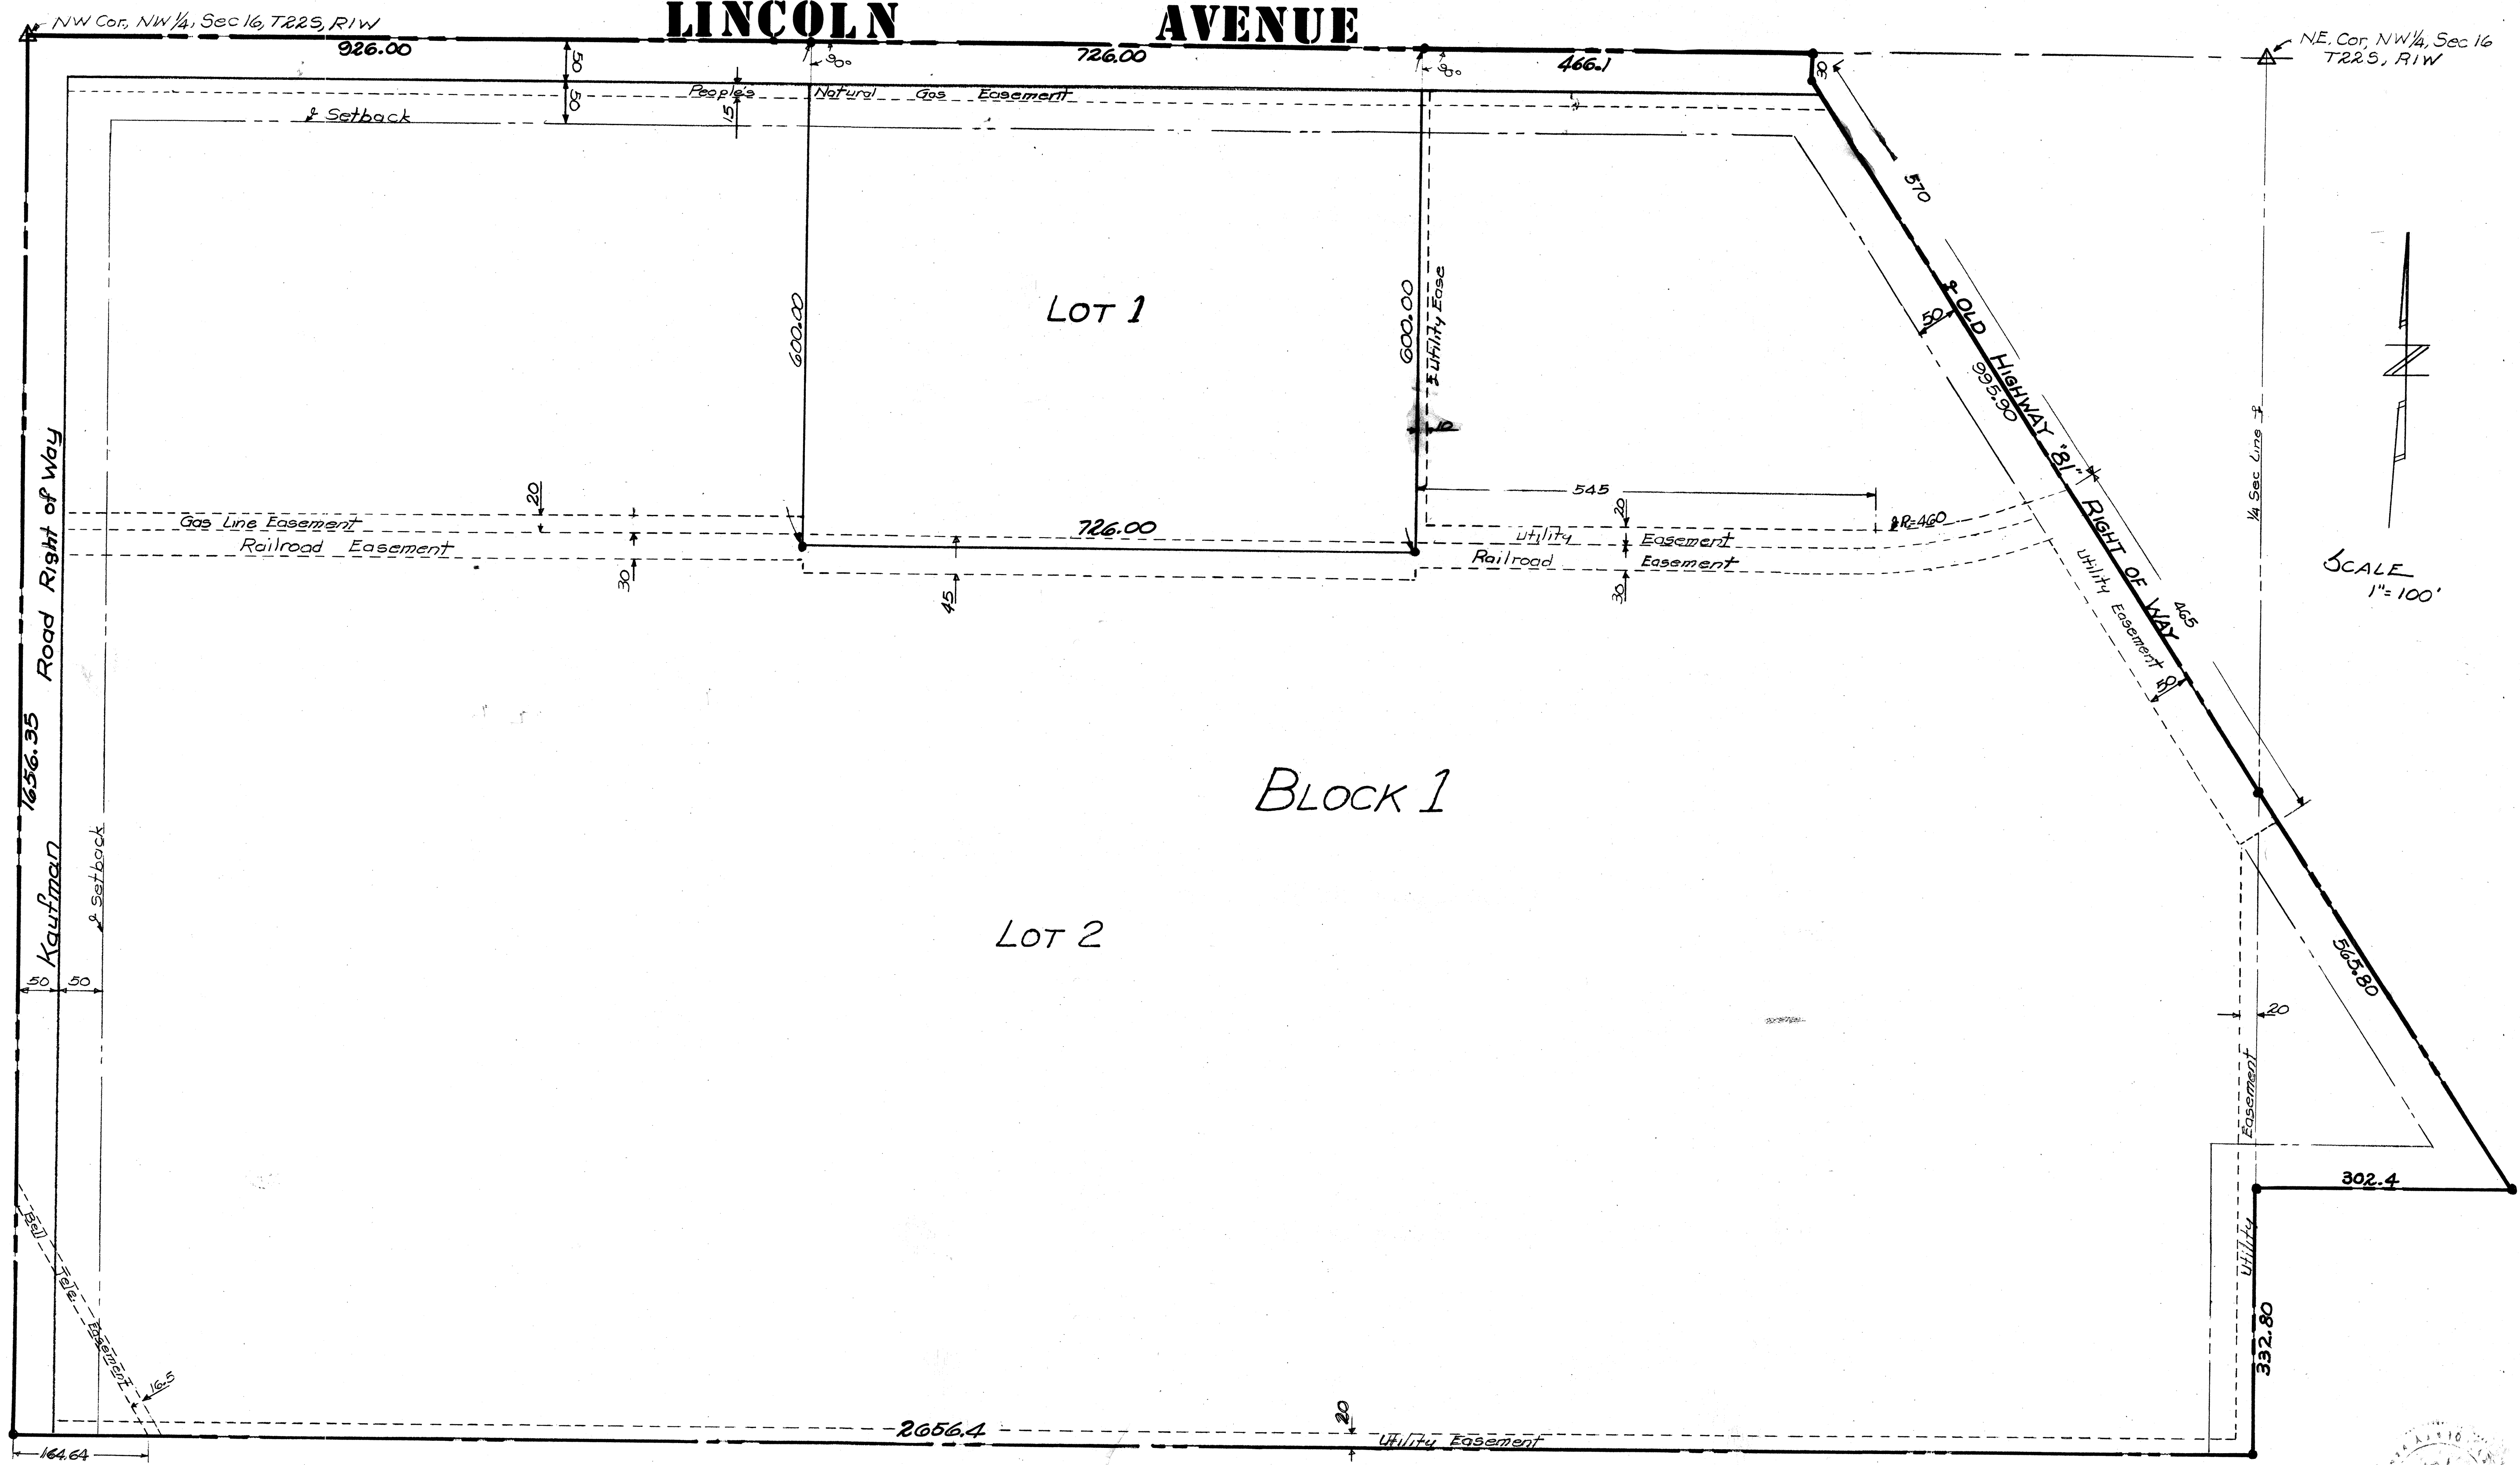 LINCOLN AVENUE
NW Cor, NW 1/4, Sec 16, T22S, R1W
N.E. Cor, NW 1/4, Sec 16
T22S, R1W
926.00
50
90°
726.00
90°
466.1
30
50
15
People's Natural Gas Easement
Setback
570
LOT 1
600.00
600.00
Utility Ease
10
50
OLD HIGHWAY "81" RIGHT OF WAY
995.90
1/4 Sec Line
N
SCALE
1"=100'
20
Gas Line Easement
Railroad Easement
30
726.00
45
545
20
R=460
Utility Easement
Railroad Easement
30
Utility Easement
465
50
Kaufman Road Right of Way
1656.35
Setback
50
50
BLOCK 1
LOT 2
565.80
20
Utility Easement
302.4
332.80
Bell Tele. Easement
16.5
164.64
2656.4
20
Utility Easement